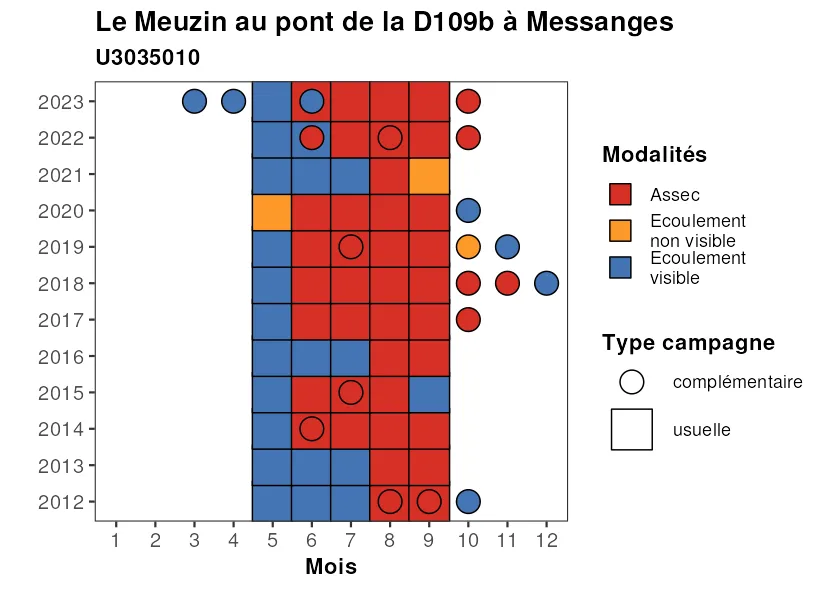 Le Meuzin au pont de la D109b à Messanges
U3035010
2023
2022
2021
2020
2019
2018
2017
2016
2015
2014
2013
2012
1 2 3 4 5 6 7 8 9 10 11 12
Mois
Modalités
Assec
Ecoulement
non visible
Ecoulement
visible
Type campagne
complémentaire
usuelle